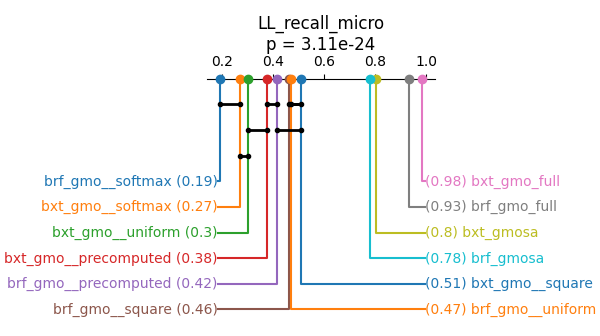 LL_recall_micro
p = 3.11e-24
0.2 0.4 0.6 0.8 1.0
brf_gmo__softmax (0.19) (0.98) bxt_gmo_full
bxt_gmo__softmax (0.27) (0.93) brf_gmo_full
bxt_gmo__uniform (0.3) (0.8) bxt_gmosa
bxt_gmo__precomputed (0.38) (0.78) brf_gmosa
brf_gmo__precomputed (0.42) (0.51) bxt_gmo__square
brf_gmo__square (0.46) (0.47) brf_gmo__uniform